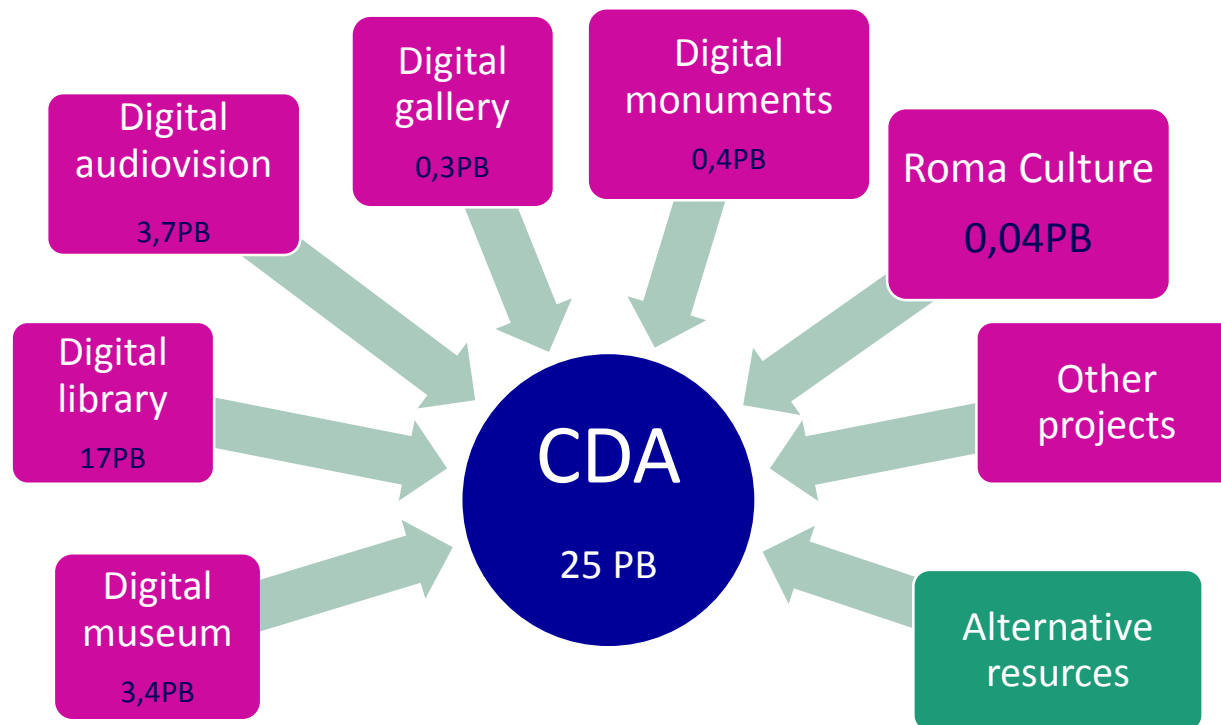 Digital
gallery
0,3PB
Digital
monuments
0,4PB
Digital
audiovision
3,7PB
Roma Culture
0,04PB
Digital
library
17PB
Other
projects
CDA
25 PB
Digital
museum
3,4PB
Alternative
resurces